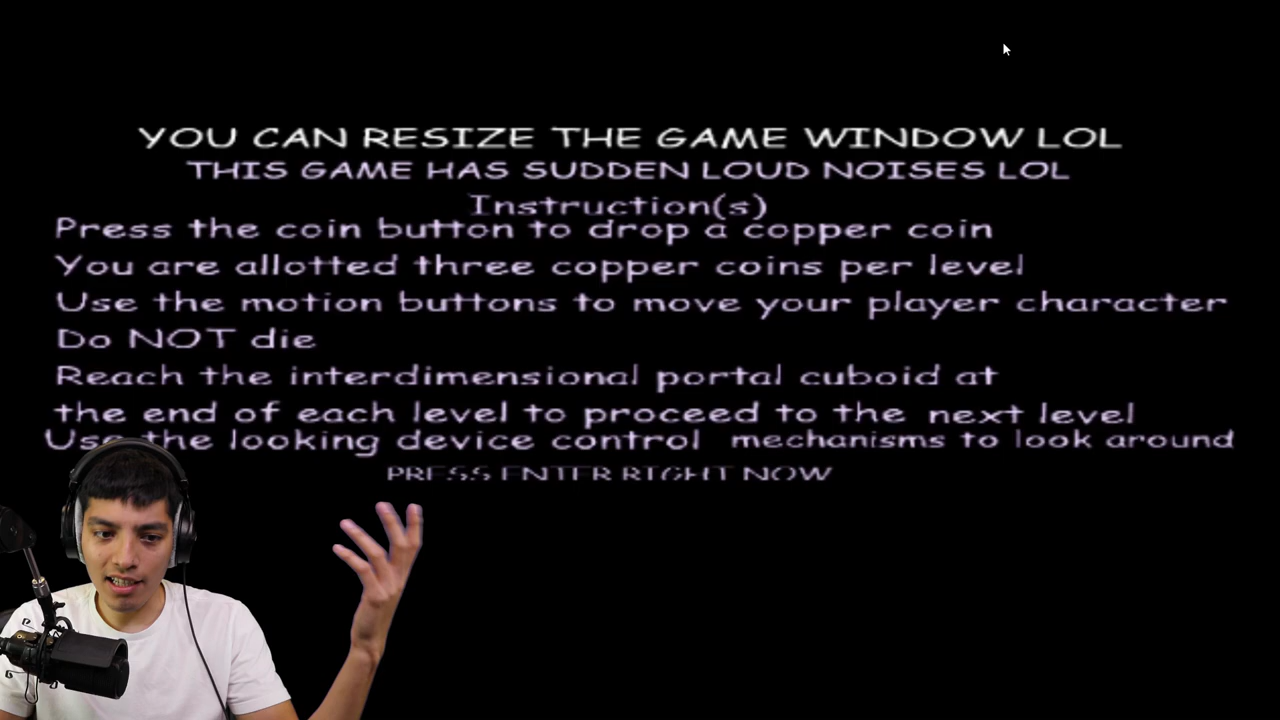 YOU CAN RESIZE THE GAME WINDOW LOL
THIS GAME HAS SUDDEN LOUD NOISES LOL
Instruction(s)
Press the coin button to drop a copper coin
You are allotted three copper coins per level
Use the motion buttons to move your player character
Do NOT die
Reach the interdimensional portal cuboid at
the end of each level to proceed to the next level
Use the looking device control mechanisms to look around
PRESS ENTER RIGHT NOW